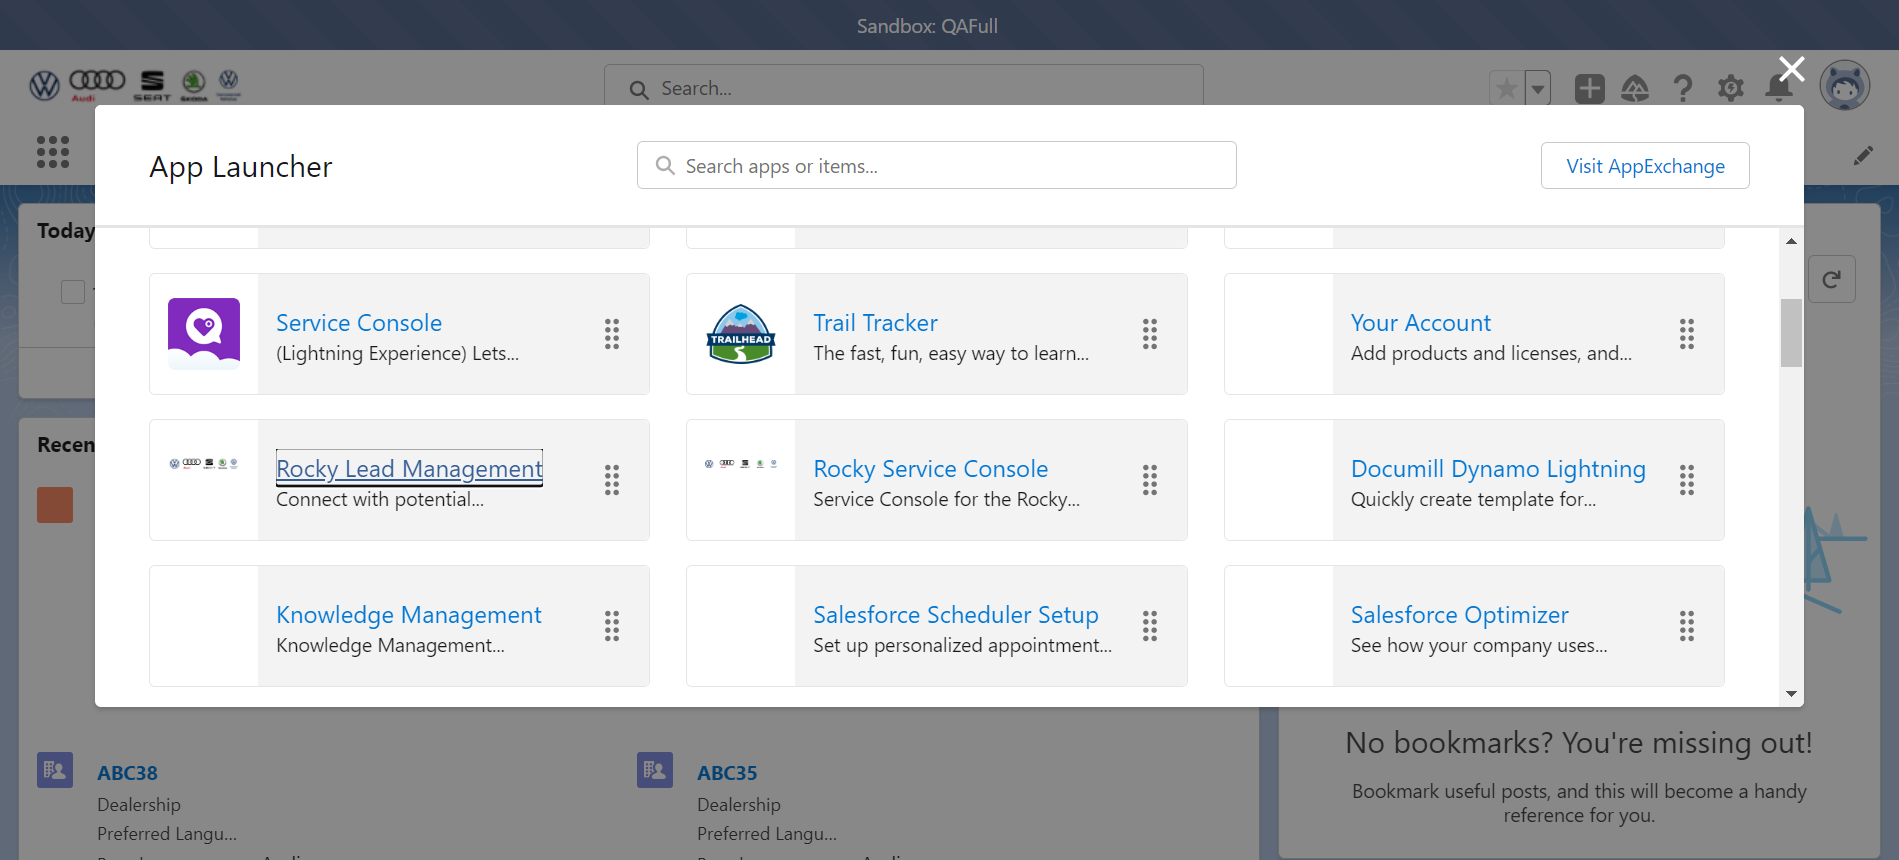 Sandbox: QAFull
Audi SEAT ŠKODA
Search...
App Launcher
Search apps or items...
Visit AppExchange
Today
Service Console
(Lightning Experience) Lets...
Trail Tracker
The fast, fun, easy way to learn...
TRAILHEAD
Your Account
Add products and licenses, and...
Rocky Lead Management
Connect with potential...
Rocky Service Console
Service Console for the Rocky...
Documill Dynamo Lightning
Quickly create template for...
Recen
Knowledge Management
Knowledge Management...
Salesforce Scheduler Setup
Set up personalized appointment...
Salesforce Optimizer
See how your company uses...
ABC38
Dealership
Preferred Langu...
ABC35
Dealership
Preferred Langu...
No bookmarks? You're missing out!
Bookmark useful posts, and this will become a handy
reference for you.